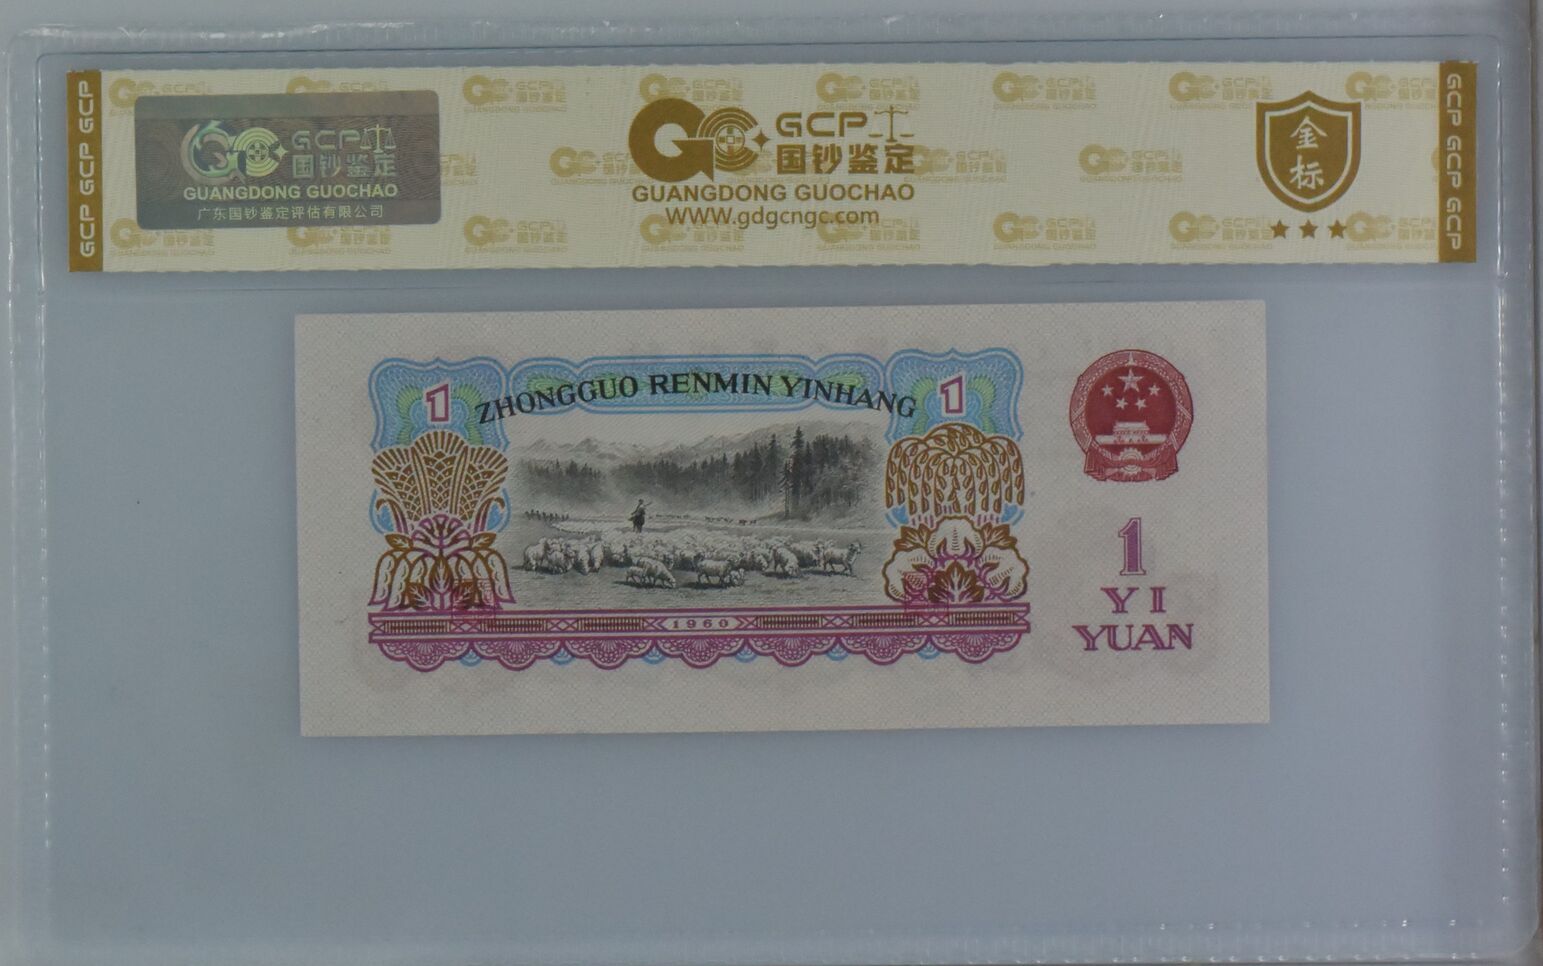 GCP GCP GCP
GCP
国钞鉴定
GUANGDONG GUOCHAO
广东国钞鉴定评估有限公司
GCP
国钞鉴定
GUANGDONG GUOCHAO
WWW.gdgcngc.com
金
标
GCP GCP GCP
ZHONGGUO RENMIN YINHANG
1
1
1960
1
YI
YUAN